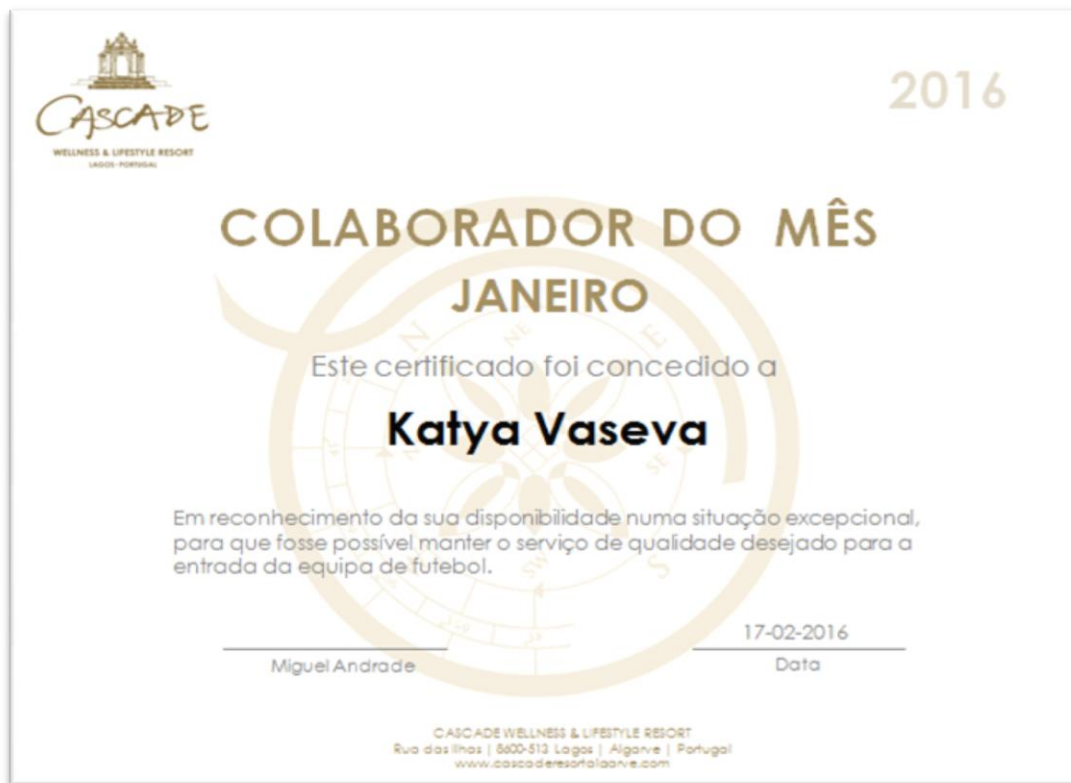 CASCADE
WELLNESS & LIFESTYLE RESORT
LAGOS - PORTUGAL
2016
COLABORADOR DO MÊS
JANEIRO
Este certificado foi concedido a
Katya Vaseva
Em reconhecimento da sua disponibilidade numa situação excepcional,
para que fosse possível manter o serviço de qualidade desejado para a
entrada da equipa de futebol.
17-02-2016
Miguel Andrade
Data
N
NE
E
SE
S
SW
CASCADE WELLNESS & LIFESTYLE RESORT
Rua das Ilhas | 8600-513 Lagos | Algarve | Portugal
www.cascaderesortalgarve.com